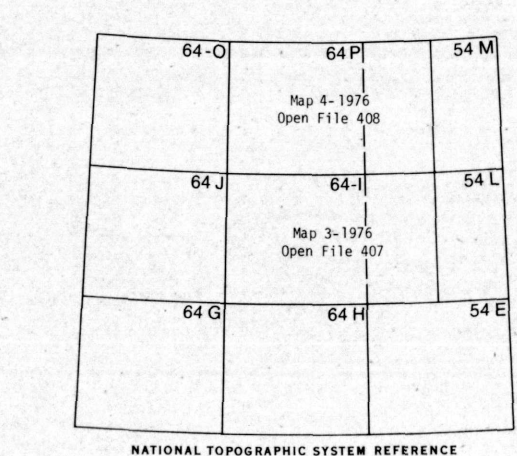 64-O 64 P 54 M
Map 4-1976
Open File 408
64 J 64-I 54 L
Map 3-1976
Open File 407
64 G 64 H 54 E
NATIONAL TOPOGRAPHIC SYSTEM REFERENCE